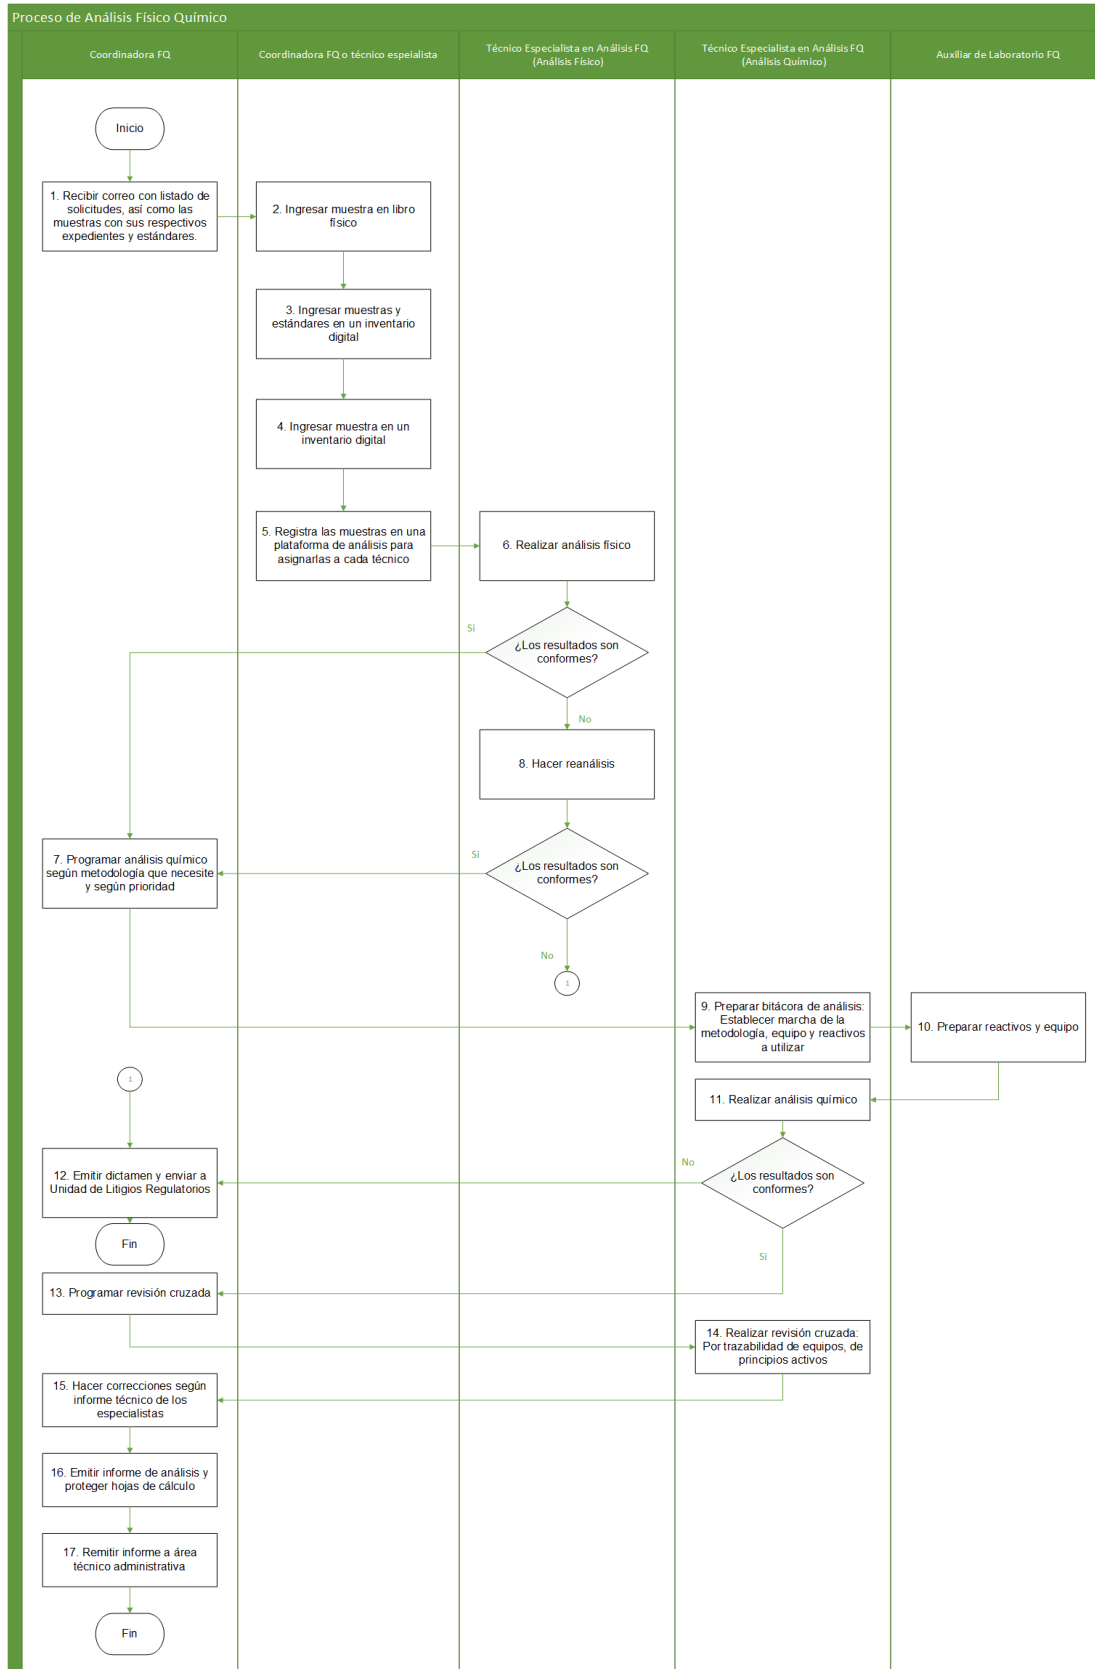 Proceso de Análisis Físico Químico
Coordinadora FQ
Coordinadora FQ o técnico espeialista
Técnico Especialista en Análisis FQ
(Análisis Físico)
Técnico Especialista en Análisis FQ
(Análisis Químico)
Auxiliar de Laboratorio FQ
Inicio
1. Recibir correo con listado de
solicitudes, así como las
muestras con sus respectivos
expedientes y estándares.
2. Ingresar muestra en libro
físico
3. Ingresar muestras y
estándares en un inventario
digital
4. Ingresar muestra en un
inventario digital
5. Registra las muestras en una
plataforma de análisis para
asignarlas a cada técnico
6. Realizar análisis físico
¿Los resultados son
conformes?
Si
No
8. Hacer reanálisis
7. Programar análisis químico
según metodología que necesite
y según prioridad
Si
¿Los resultados son
conformes?
No
1
9. Preparar bitácora de análisis:
Establecer marcha de la
metodología, equipo y reactivos
a utilizar
10. Preparar reactivos y equipo
1
11. Realizar análisis químico
12. Emitir dictamen y enviar a
Unidad de Litigios Regulatorios
No
¿Los resultados son
conformes?
Fin
Si
13. Programar revisión cruzada
14. Realizar revisión cruzada:
Por trazabilidad de equipos, de
principios activos
15. Hacer correcciones según
informe técnico de los
especialistas
16. Emitir informe de análisis y
proteger hojas de cálculo
17. Remitir informe a área
técnico administrativa
Fin